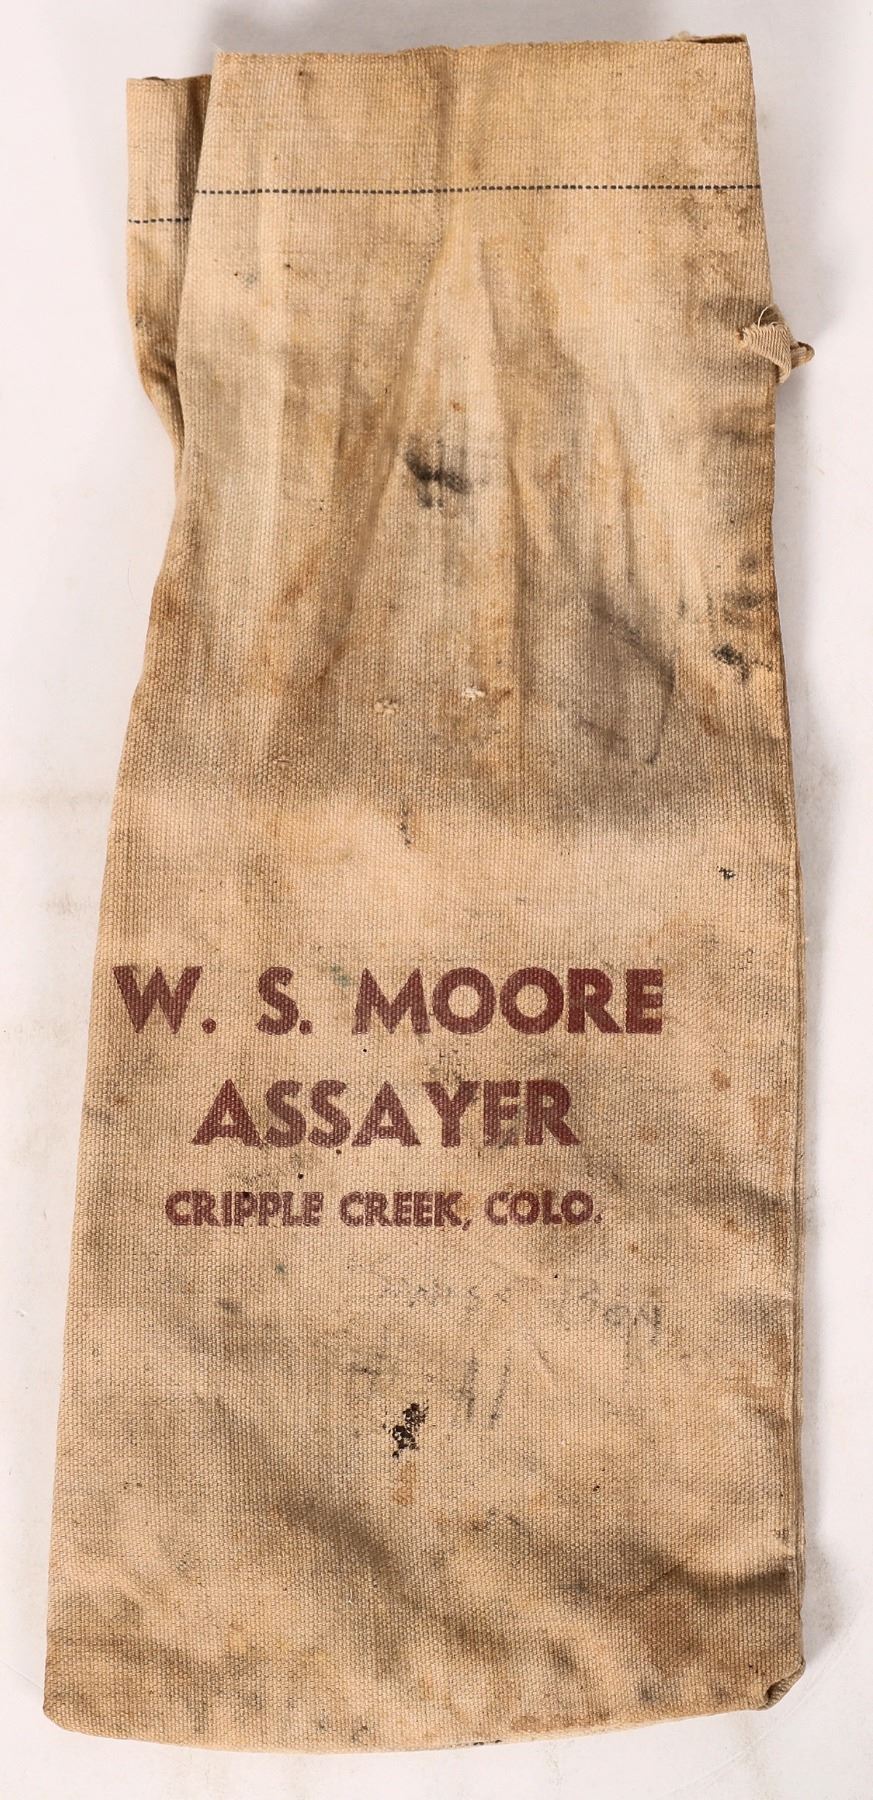 W. S. MOORE
ASSAYER
CRIPPLE CREEK, COLO.